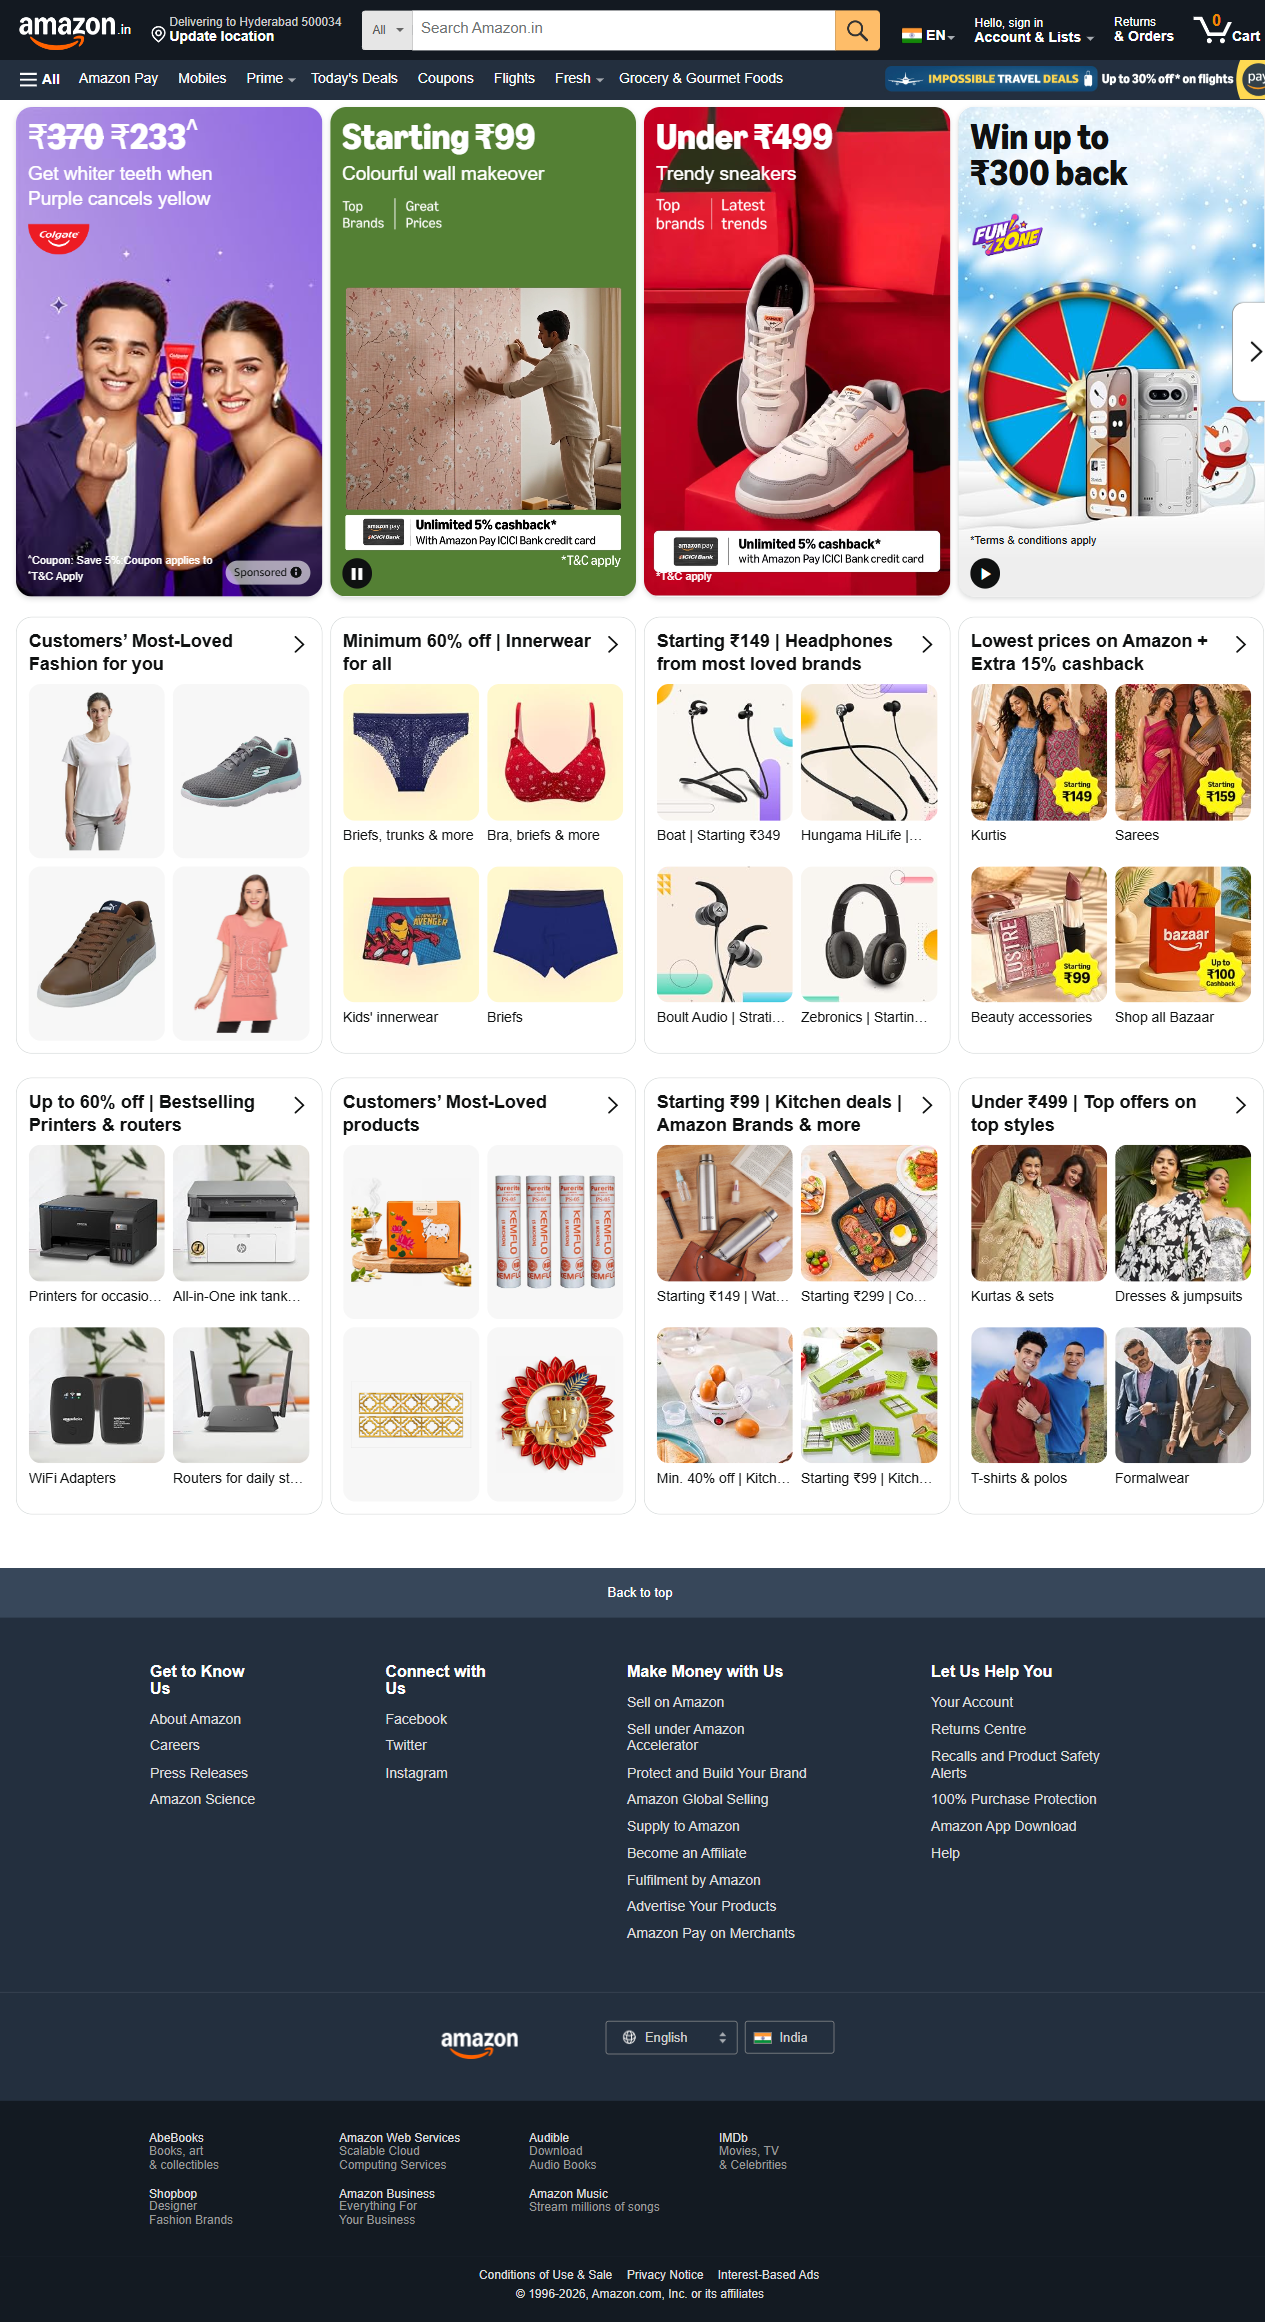 amazon.in
Delivering to Hyderabad 500034
Update location
All
Search Amazon.in
EN
Hello, sign in
Account & Lists
Returns
& Orders
0
Cart
All
Amazon Pay
Mobiles
Prime
Today's Deals
Coupons
Flights
Fresh
Grocery & Gourmet Foods
IMPOSSIBLE TRAVEL DEALS
Up to 30% off* on flights
pay
₹370 ₹233^
Get whiter teeth when
Purple cancels yellow
Colgate
^Coupon: Save 5% Coupon applies to
*T&C Apply
Sponsored
Starting ₹99
Colourful wall makeover
Top
Brands
Great
Prices
amazon pay
ICICI Bank
Unlimited 5% cashback*
With Amazon Pay ICICI Bank credit card
*T&C apply
Under ₹499
Trendy sneakers
Top
brands
Latest
trends
CAMPUS
amazon pay
ICICI Bank
Unlimited 5% cashback*
with Amazon Pay ICICI Bank credit card
*T&C apply
Win up to
₹300 back
FUN ZONE
*Terms & conditions apply
Customers’ Most-Loved
Fashion for you
Minimum 60% off | Innerwear
for all
Briefs, trunks & more
Bra, briefs & more
AVENGER
Kids' innerwear
Briefs
Starting ₹149 | Headphones
from most loved brands
Boat | Starting ₹349
Hungama HiLife |...
Boult Audio | Strati...
Zebronics | Startin...
Lowest prices on Amazon +
Extra 15% cashback
Starting
₹149
Starting
₹159
Kurtis
Sarees
LUSTRE
Starting
₹99
bazaar
Up to
₹100
Cashback
Beauty accessories
Shop all Bazaar
Up to 60% off | Bestselling
Printers & routers
Printers for occasio...
All-in-One ink tank...
WiFi Adapters
Routers for daily st...
Customers’ Most-Loved
products
Purerite
PS-05
KEMFLO
Starting ₹99 | Kitchen deals |
Amazon Brands & more
Starting ₹149 | Wat...
Starting ₹299 | Co...
Min. 40% off | Kitch...
Starting ₹99 | Kitch...
Under ₹499 | Top offers on
top styles
Kurtas & sets
Dresses & jumpsuits
T-shirts & polos
Formalwear
Back to top
Get to Know
Us
About Amazon
Careers
Press Releases
Amazon Science
Connect with
Us
Facebook
Twitter
Instagram
Make Money with Us
Sell on Amazon
Sell under Amazon
Accelerator
Protect and Build Your Brand
Amazon Global Selling
Supply to Amazon
Become an Affiliate
Fulfilment by Amazon
Advertise Your Products
Amazon Pay on Merchants
Let Us Help You
Your Account
Returns Centre
Recalls and Product Safety
Alerts
100% Purchase Protection
Amazon App Download
Help
amazon
English
India
AbeBooks
Books, art
& collectibles
Amazon Web Services
Scalable Cloud
Computing Services
Audible
Download
Audio Books
IMDb
Movies, TV
& Celebrities
Shopbop
Designer
Fashion Brands
Amazon Business
Everything For
Your Business
Amazon Music
Stream millions of songs
Conditions of Use & Sale
Privacy Notice
Interest-Based Ads
© 1996-2026, Amazon.com, Inc. or its affiliates